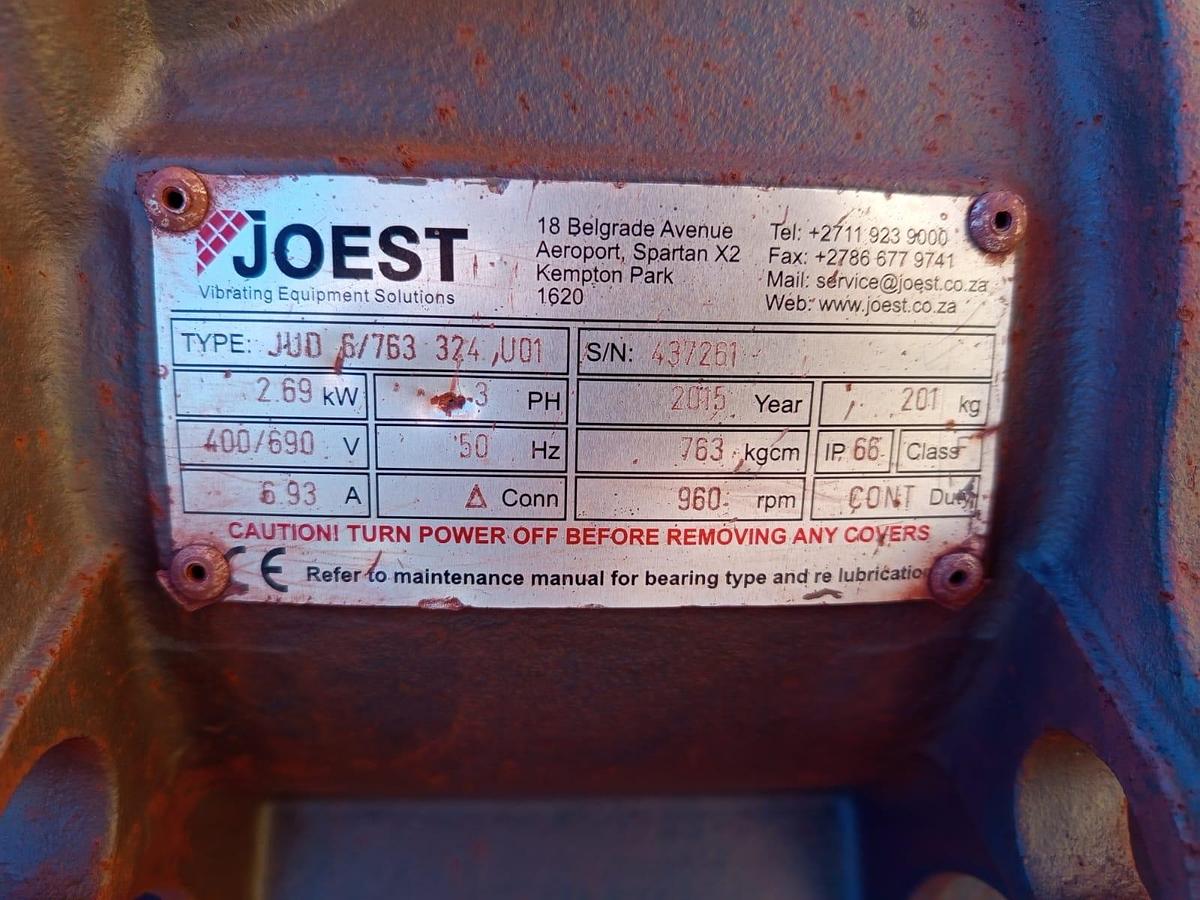 JOEST
Vibrating Equipment Solutions
18 Belgrade Avenue
Aeroport, Spartan X2
Kempton Park
1620
Tel: +2711 923 9000
Fax: +2786 677 9741
Mail: service@joest.co.za
Web: www.joest.co.za
TYPE: JUD 6/763 324 U01 S/N: 437261
2.69 kW 3 PH 2015 Year 201 kg
400/690 V 50 Hz 763 kgcm IP 66 Class F
6.93 A Δ Conn 960 rpm CONT Duty
CAUTION! TURN POWER OFF BEFORE REMOVING ANY COVERS
CE Refer to maintenance manual for bearing type and re lubrication